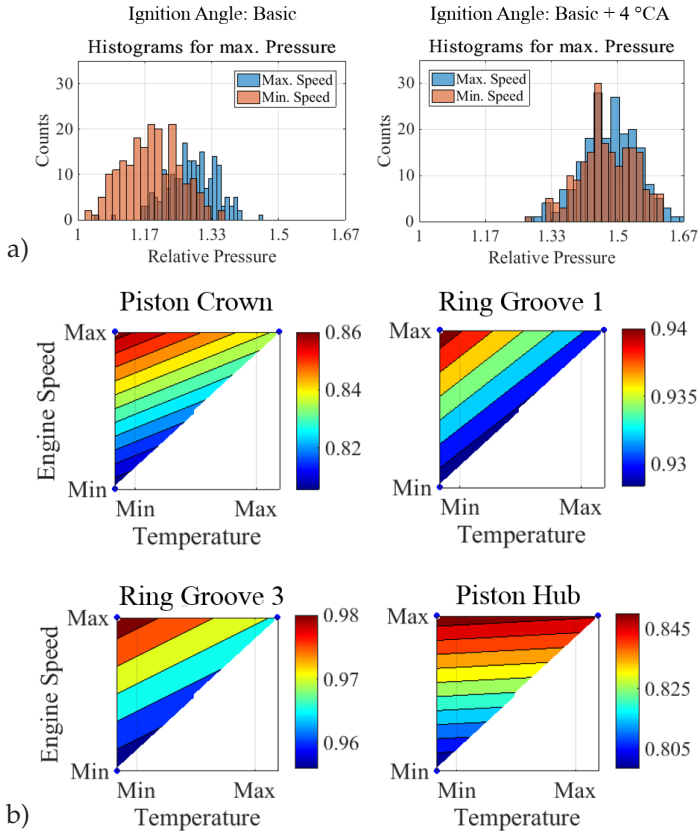 Ignition Angle: Basic
Ignition Angle: Basic + 4 °CA
Histograms for max. Pressure
Histograms for max. Pressure
30
20
10
0
Counts
Max. Speed
Min. Speed
1 1.17 1.33 1.5 1.67
Relative Pressure
30
20
10
0
Counts
Max. Speed
Min. Speed
1 1.17 1.33 1.5 1.67
Relative Pressure
a)
Piston Crown
Max
Min
Engine Speed
Min Max
Temperature
0.86
0.84
0.82
Ring Groove 1
Max
Min
Min Max
Temperature
0.94
0.935
0.93
Ring Groove 3
Max
Min
Engine Speed
Min Max
Temperature
0.98
0.97
0.96
Piston Hub
Max
Min
Min Max
Temperature
0.845
0.825
0.805
b)